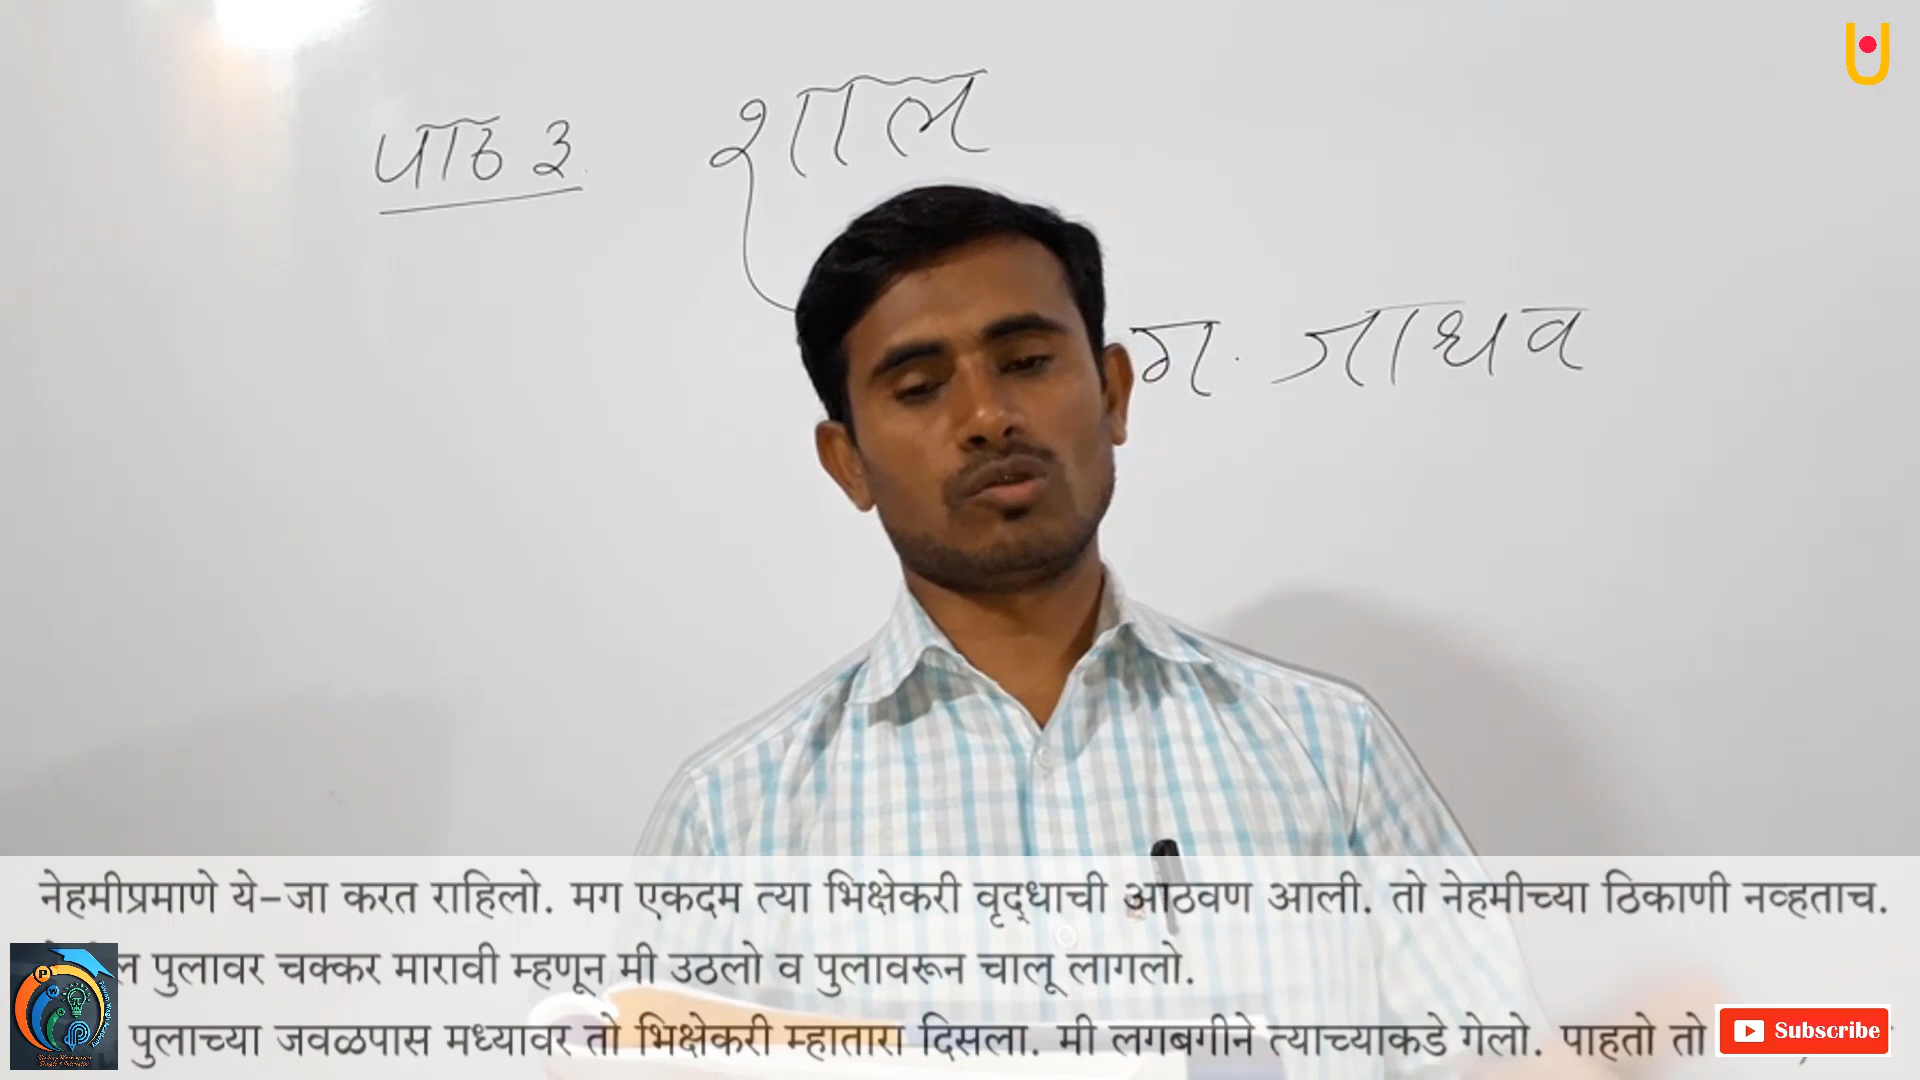 पाठ ३. शाल
ग. जाधव
नेहमीप्रमाणे ये-जा करत राहिलो. मग एकदम त्या भिक्षेकरी वृद्धाची आठवण आली. तो नेहमीच्या ठिकाणी नव्हताच.
पुलावर चक्कर मारावी म्हणून मी उठलो व पुलावरून चालू लागलो.
पुलाच्या जवळपास मध्यावर तो भिक्षेकरी म्हातारा दिसला. मी लगबगीने त्याच्याकडे गेलो. पाहतो तो
Subscribe